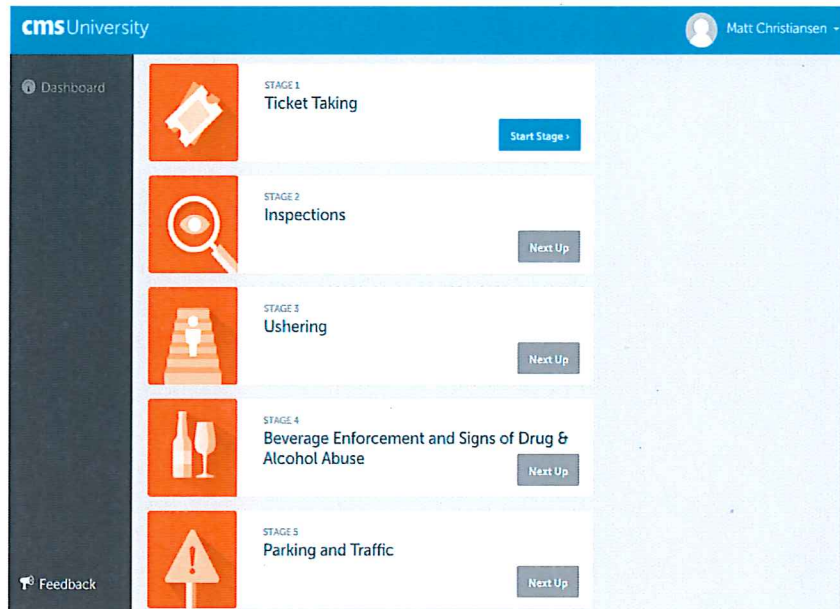 cmsUniversity
Matt Christiansen
Dashboard
STAGE 1
Ticket Taking
Start Stage ›
STAGE 2
Inspections
Next Up
STAGE 3
Ushering
Next Up
STAGE 4
Beverage Enforcement and Signs of Drug &
Alcohol Abuse
Next Up
STAGE 5
Parking and Traffic
Next Up
Feedback